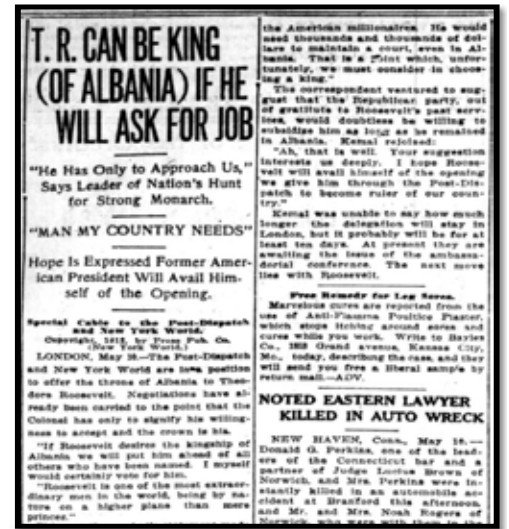 T. R. CAN BE KING
(OF ALBANIA) IF HE
WILL ASK FOR JOB
"He Has Only to Approach Us,"
Says Leader of Nation's Hunt
for Strong Monarch.
"MAN MY COUNTRY NEEDS"
Hope Is Expressed Former Amer-
ican President Will Avail Him-
self of the Opening.
Special Cable to the Post-Dispatch
and New York World.
Copyright, 1913, by Press Pub. Co.
(New York World.)
LONDON, May 10.—The Post-Dispatch
and New York World are in a position
to offer the throne of Albania to Theo-
dore Roosevelt. Negotiations have al-
ready been carried to the point that the
Colonel has only to signify his willing-
ness to accept and the crown is his.
"If Roosevelt desires the kingship of
Albania we will put him ahead of all
others who have been named. I myself
would certainly vote for him.
"Roosevelt is one of the most extraor-
dinary men in the world, being by na-
ture on a higher plane than mere
princes."
the American millionaires. He would
need thousands and thousands of dol-
lars to maintain a court, even in Al-
bania. That is a point which, unfor-
tunately, we must consider in choos-
ing a king."
The correspondent ventured to sug-
gest that the Republican party, out
of gratitude to Roosevelt's past serv-
ices, would doubtless be willing to
subsidize him as long as he remained
in Albania. Kemal rejoined:
"Ah, that is well. Your suggestion
interests us deeply. I hope Roose-
velt will avail himself of the opening
we give him through the Post-Dis-
patch to become ruler of our coun-
try."
Kemal was unable to say how much
longer the delegation will stay in
London, but it probably will be for at
least ten days. At present they are
awaiting the issue of the ambassa-
dorial conference. The next move
lies with Roosevelt.
Free Remedy for Leg Sores.
Marvelous cures are reported from the
use of Anti-Flamma Poultice Plaster,
which stops itching around sores and
cures while you work. Write to Bayles
Co., Grand avenue, Kansas City,
Mo., today, describing the case, and they
will send you free a liberal sample by
return mail.—ADV.
NOTED EASTERN LAWYER
KILLED IN AUTO WRECK
NEW HAVEN, Conn., May 10.—
Donald G. Perkins, one of the lead-
ers of the Connecticut bar and a
partner of Judge Brown of
Norwich, and Mrs. Perkins were in-
stantly killed in an automobile ac-
cident a Branford this afternoon,
and Mr. and Mrs. Noah Rogers of
Norwich, who were with them in the